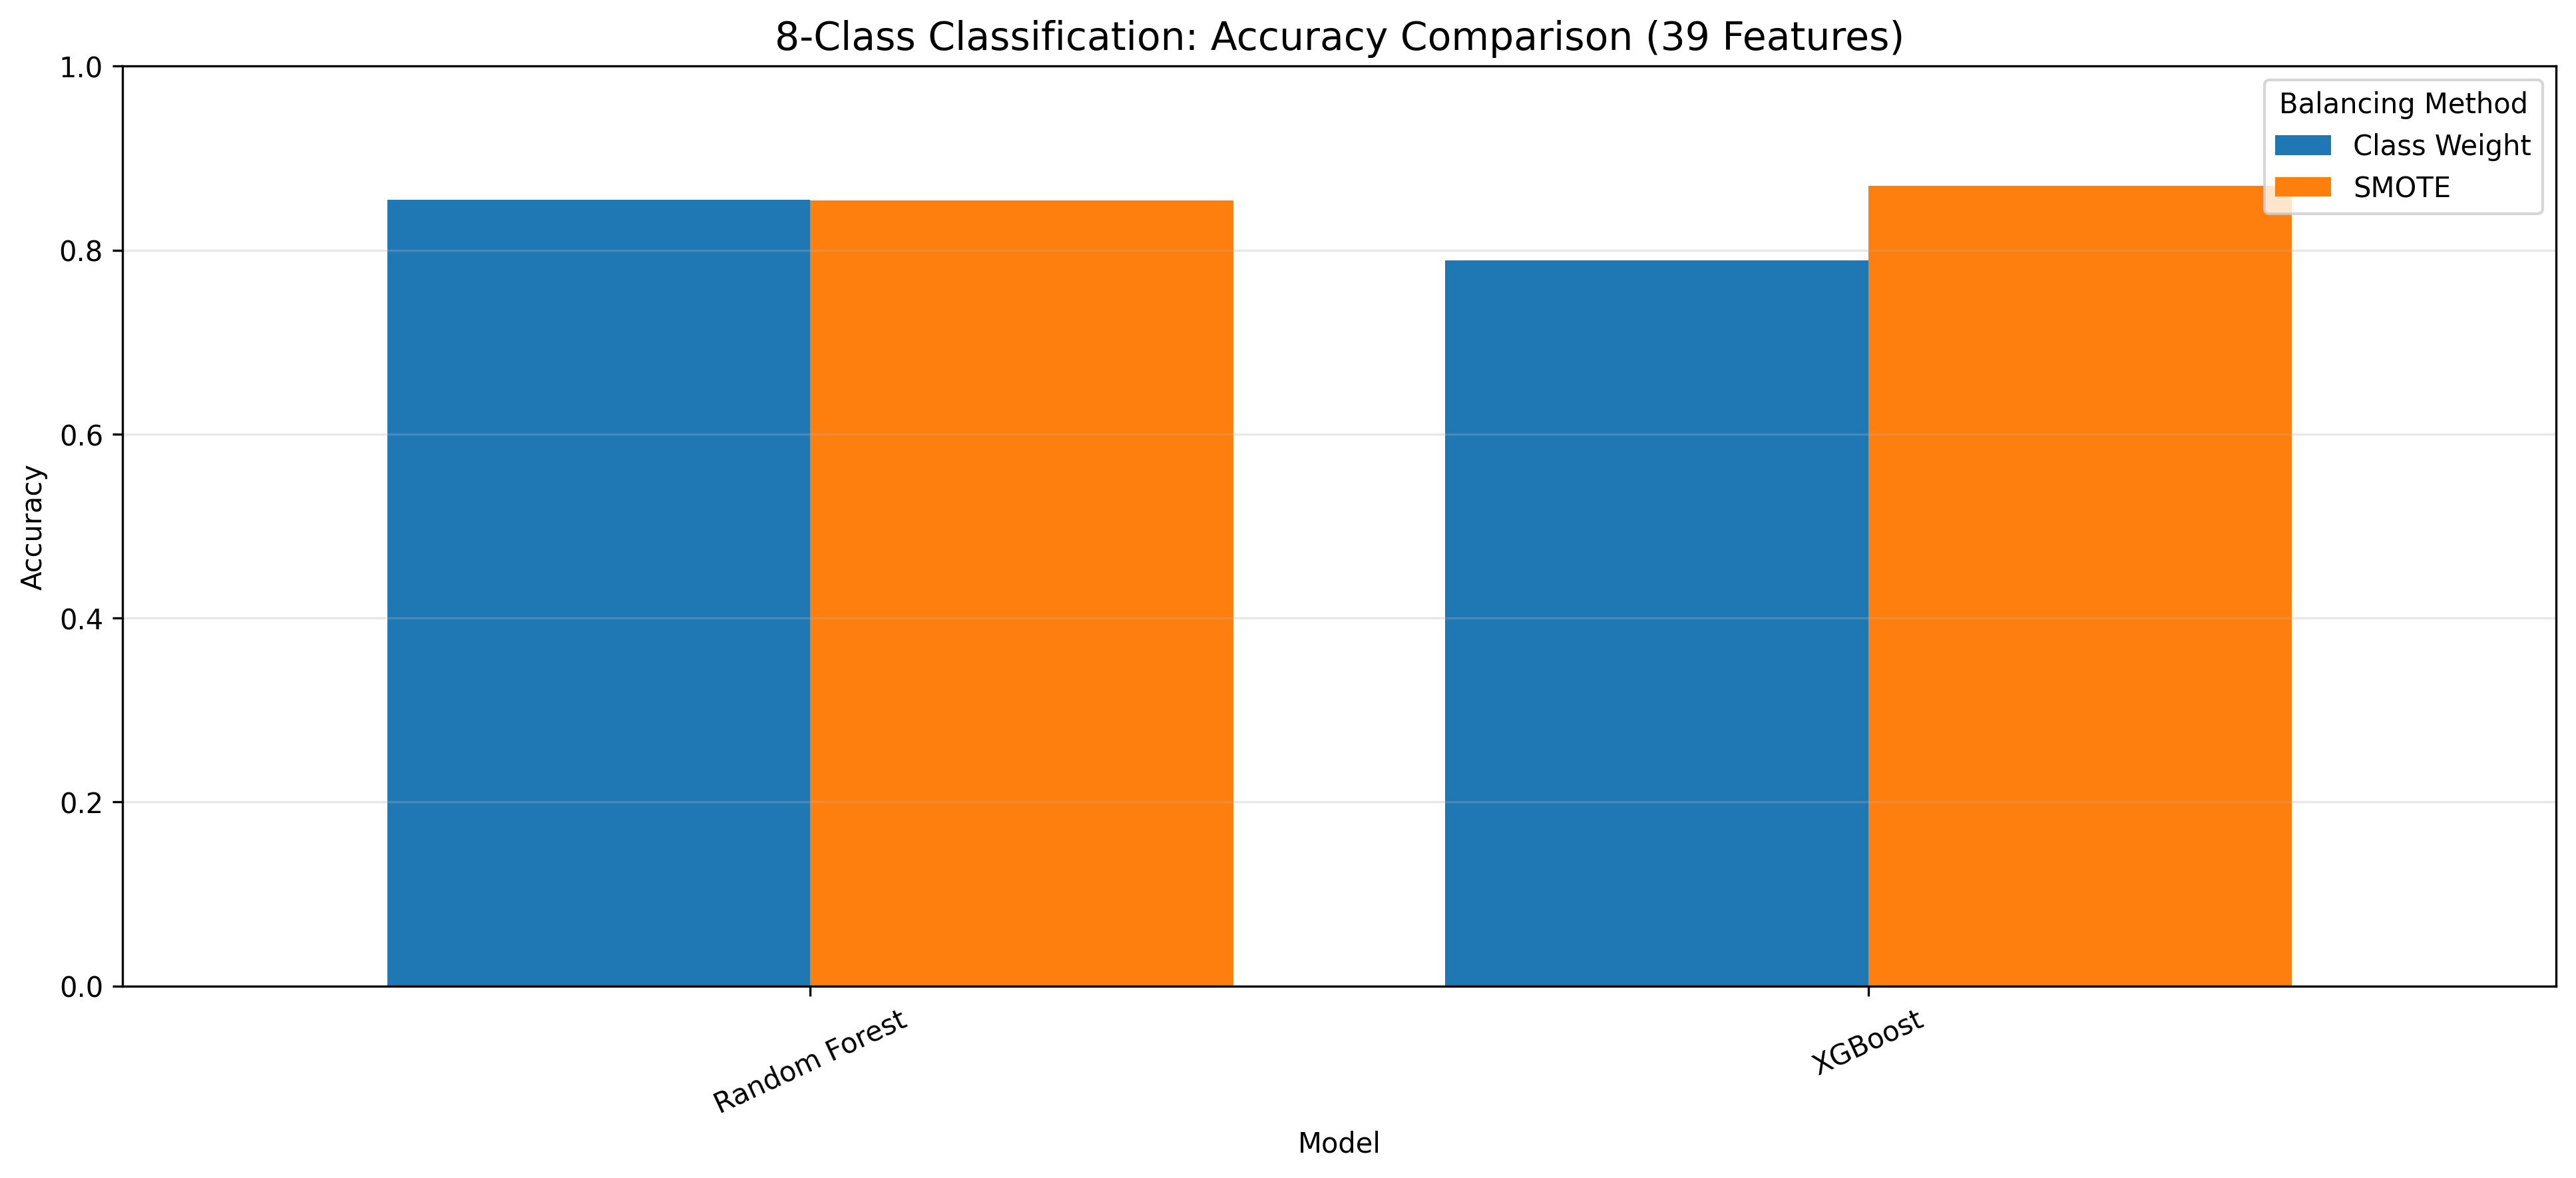 8-Class Classification: Accuracy Comparison (39 Features)
1.0
0.8
0.6
0.4
0.2
0.0
Accuracy
Balancing Method
Class Weight
SMOTE
Random Forest
XGBoost
Model